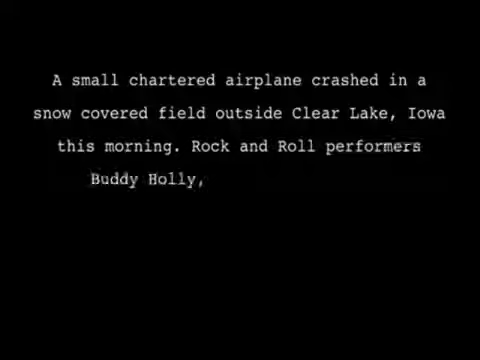 A small chartered airplane crashed in a
snow covered field outside Clear Lake, Iowa
this morning. Rock and Roll performers
Buddy Holly,